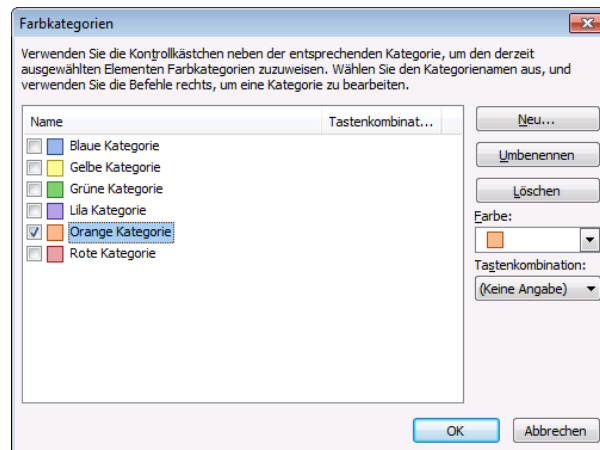 Farbkategorien
Verwenden Sie die Kontrollkästchen neben der entsprechenden Kategorie, um den derzeit
ausgewählten Elementen Farbkategorien zuzuweisen. Wählen Sie den Kategorienamen aus, und
verwenden Sie die Befehle rechts, um eine Kategorie zu bearbeiten.
Name Tastenkombinat...
Neu...
Blaue Kategorie
Gelbe Kategorie
Umbenennen
Grüne Kategorie
Löschen
Lila Kategorie
Farbe:
Orange Kategorie
Rote Kategorie
Tastenkombination:
(Keine Angabe)
OK Abbrechen